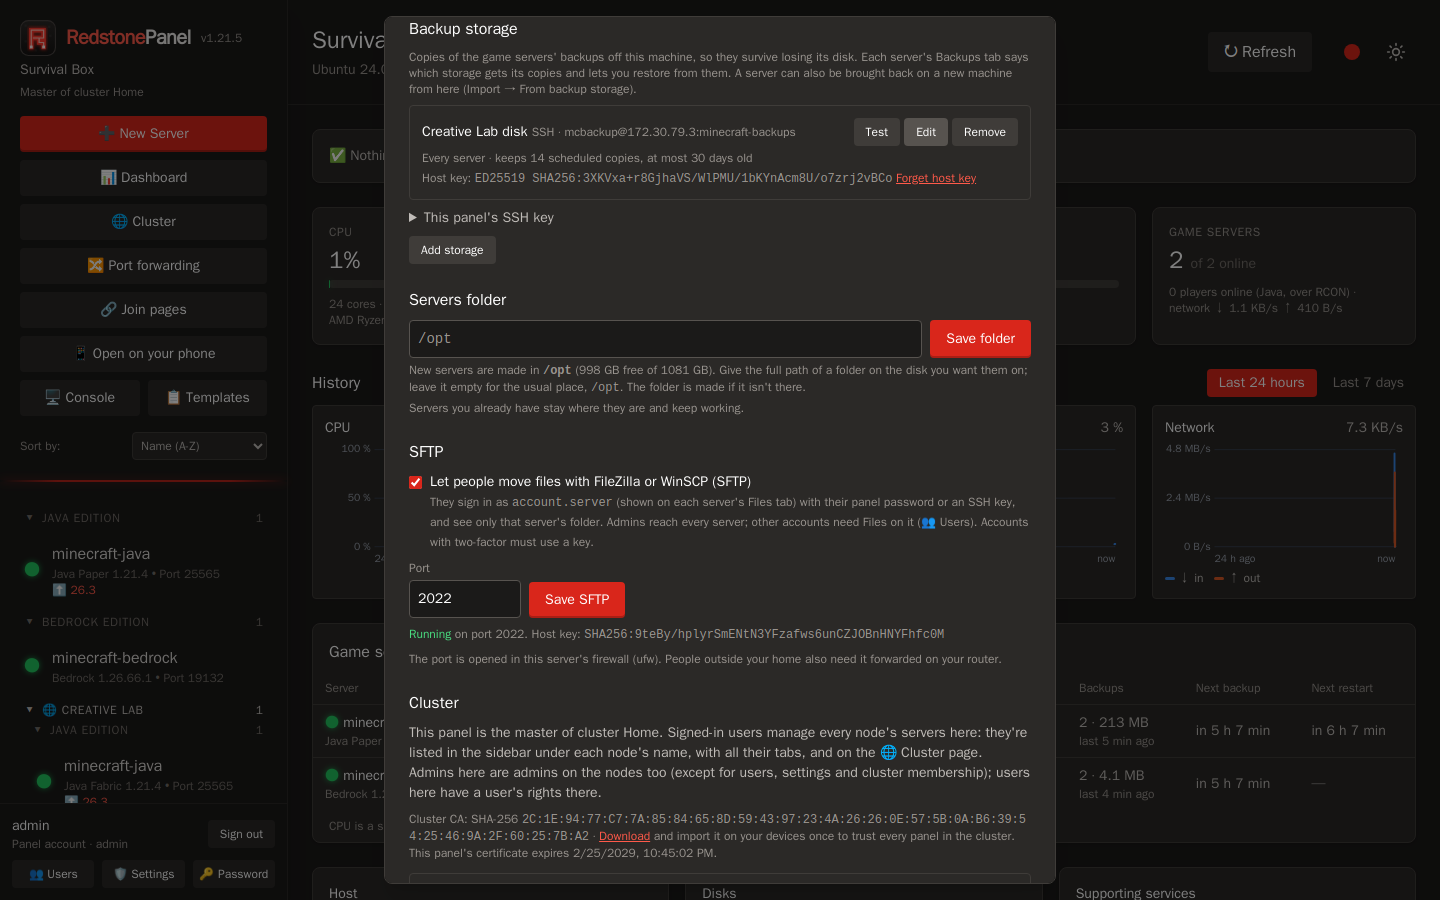 RedstonePanel v1.21.5
Survival Box
Master of cluster Home
➕ New Server
📊 Dashboard
🌐 Cluster
🔀 Port forwarding
🔗 Join pages
📱 Open on your phone
🖥️ Console
📋 Templates
Sort by:
Name (A-Z)
▼ JAVA EDITION 1
minecraft-java
Java Paper 1.21.4 • Port 25565
⬆️ 26.3
▼ BEDROCK EDITION 1
minecraft-bedrock
Bedrock 1.26.66.1 • Port 19132
▼ 🌐 CREATIVE LAB 1
▼ JAVA EDITION 1
minecraft-java
Java Fabric 1.21.4 • Port 25565
⬆️ 26.3
admin
Panel account · admin
Sign out
👥 Users
🛡️ Settings
🔑 Password
Surviva
Ubuntu 24.0
↻ Refresh
✅ Nothin
CPU
1%
24 cores ·
AMD Ryze
GAME SERVERS
2 of 2 online
0 players online (Java, over RCON) ·
network ↓ 1.1 KB/s ↑ 410 B/s
History
Last 24 hours
Last 7 days
CPU
3 %
100 %
50 %
0 %
24
now
Network
7.3 KB/s
4.8 MB/s
2.4 MB/s
0 B/s
24 h ago
now
↓ in ↑ out
Game s
Server
Backups
Next backup
Next restart
minecr
Java Paper
2 · 213 MB
last 5 min ago
in 5 h 7 min
in 6 h 7 min
minecr
Bedrock 1.2
2 · 4.1 MB
last 4 min ago
in 5 h 7 min
—
CPU is a s
Host
Disks
Supporting services
Backup storage
Copies of the game servers' backups off this machine, so they survive losing its disk. Each server's Backups tab says
which storage gets its copies and lets you restore from them. A server can also be brought back on a new machine
from here (Import → From backup storage).
Creative Lab disk SSH · mcbackup@172.30.79.3:minecraft-backups
Test
Edit
Remove
Every server · keeps 14 scheduled copies, at most 30 days old
Host key: ED25519 SHA256:3XKVxa+r8GjhaVS/WlPMU/1bKYnAcm8U/o7zrj2vBCo Forget host key
▶ This panel's SSH key
Add storage
Servers folder
/opt
Save folder
New servers are made in /opt (998 GB free of 1081 GB). Give the full path of a folder on the disk you want them on;
leave it empty for the usual place, /opt. The folder is made if it isn't there.
Servers you already have stay where they are and keep working.
SFTP
Let people move files with FileZilla or WinSCP (SFTP)
They sign in as account.server (shown on each server's Files tab) with their panel password or an SSH key,
and see only that server's folder. Admins reach every server; other accounts need Files on it (👥 Users). Accounts
with two-factor must use a key.
Port
2022
Save SFTP
Running on port 2022. Host key: SHA256:9teBy/hplyrSmENtN3YFzafws6unCZJOBnHNYFhfc0M
The port is opened in this server's firewall (ufw). People outside your home also need it forwarded on your router.
Cluster
This panel is the master of cluster Home. Signed-in users manage every node's servers here: they're
listed in the sidebar under each node's name, with all their tabs, and on the 🌐 Cluster page.
Admins here are admins on the nodes too (except for users, settings and cluster membership); users
here have a user's rights there.
Cluster CA: SHA-256 2C:1E:94:77:C7:7A:85:84:65:8D:59:43:97:23:4A:26:26:0E:57:5B:0A:B6:39:5
4:25:46:9A:2F:60:25:7B:A2 · Download and import it on your devices once to trust every panel in the cluster.
This panel's certificate expires 2/25/2029, 10:45:02 PM.